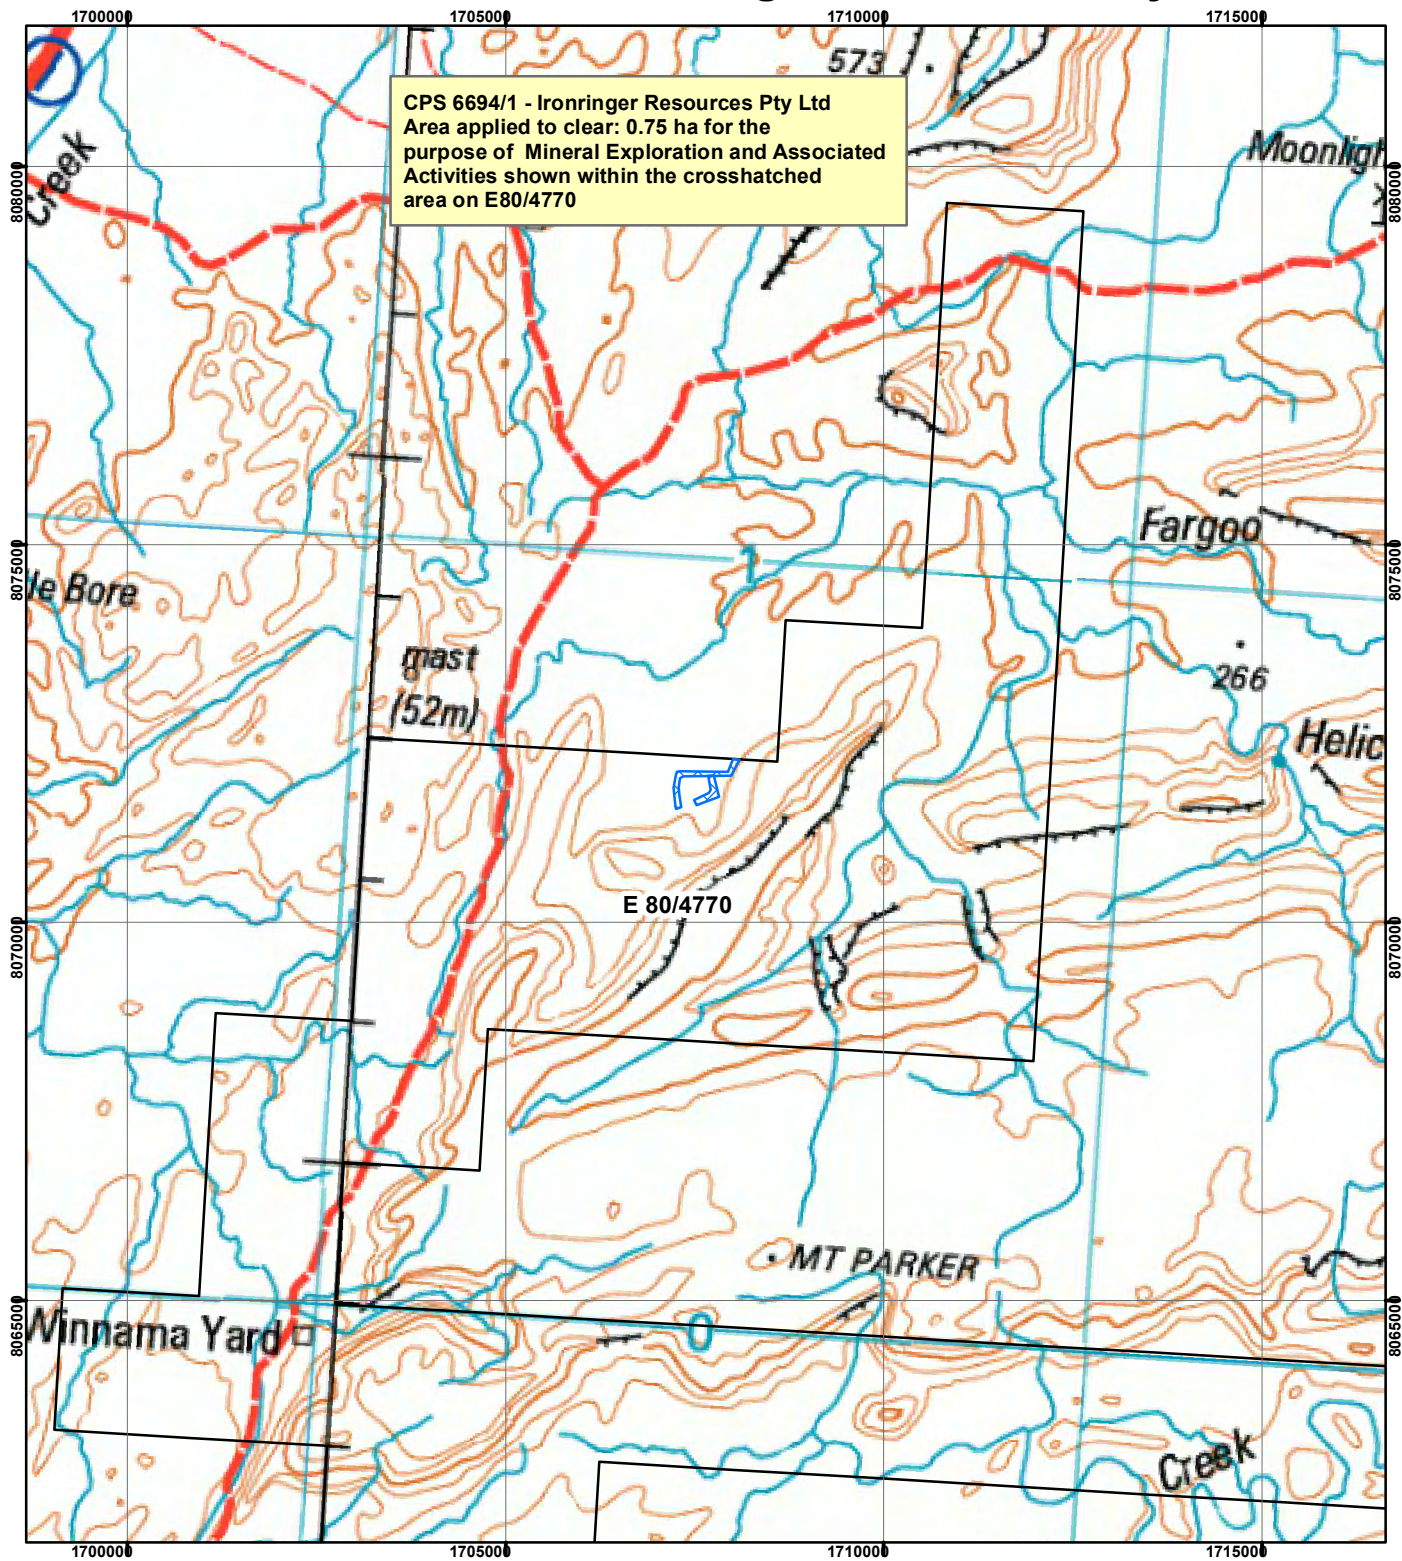 1700000 1705000 1710000 1715000
573
CPS 6694/1 - Ironringer Resources Pty Ltd
Area applied to clear: 0.75 ha for the
purpose of Mineral Exploration and Associated
Activities shown within the crosshatched
area on E80/4770
Creek
Moonligh
8080000
8080000
Fargoo
1
8075000
8075000
le Bore
mast
(52m)
266
Helic
E 80/4770
8070000
8070000
MT PARKER
8065000
8065000
Winnama Yard
0
Creek
1700000 1705000 1710000 1715000